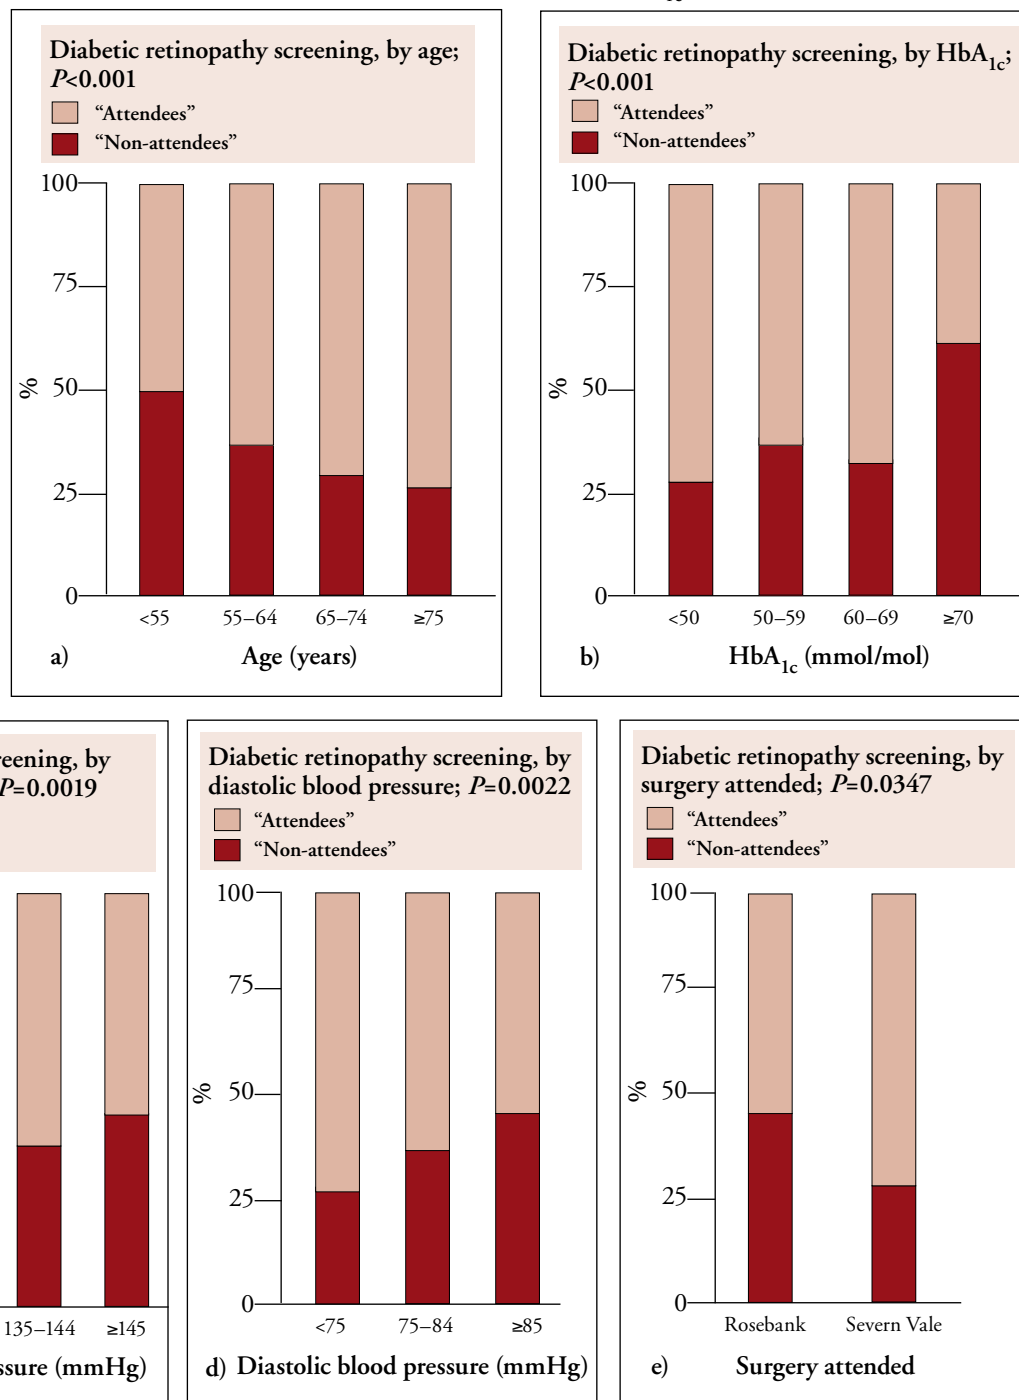 Diabetic retinopathy screening, by age;
P<0.001
“Attendees”
“Non-attendees”
100
75
50
25
0
%
<55 55–64 65–74 ≥75
a) Age (years)
Diabetic retinopathy screening, by HbA1c;
P<0.001
“Attendees”
“Non-attendees”
100
75
50
25
0
%
<50 50–59 60–69 ≥70
b) HbA1c (mmol/mol)
by
P=0.0019
135–144 ≥145
(mmHg)
Diabetic retinopathy screening, by
diastolic blood pressure; P=0.0022
“Attendees”
“Non-attendees”
100
75
50
25
0
%
<75 75–84 ≥85
d) Diastolic blood pressure (mmHg)
Diabetic retinopathy screening, by
surgery attended; P=0.0347
“Attendees”
“Non-attendees”
100
75
50
25
0
%
Rosebank Severn Vale
e) Surgery attended